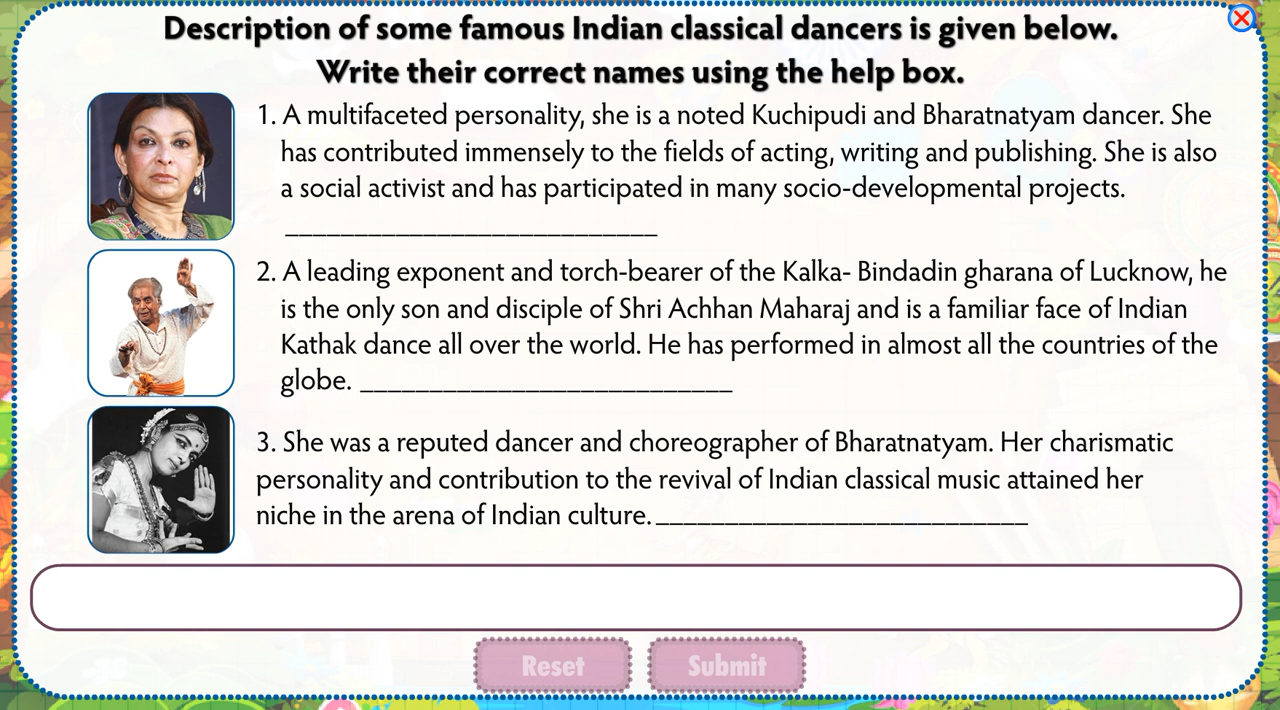 Description of some famous Indian classical dancers is given below.
Write their correct names using the help box.
1. A multifaceted personality, she is a noted Kuchipudi and Bharatnatyam dancer. She
has contributed immensely to the fields of acting, writing and publishing. She is also
a social activist and has participated in many socio-developmental projects.
___________________________
2. A leading exponent and torch-bearer of the Kalka- Bindadin gharana of Lucknow, he
is the only son and disciple of Shri Achhan Maharaj and is a familiar face of Indian
Kathak dance all over the world. He has performed in almost all the countries of the
globe. ___________________________
3. She was a reputed dancer and choreographer of Bharatnatyam. Her charismatic
personality and contribution to the revival of Indian classical music attained her
niche in the arena of Indian culture. ___________________________
Reset
Submit